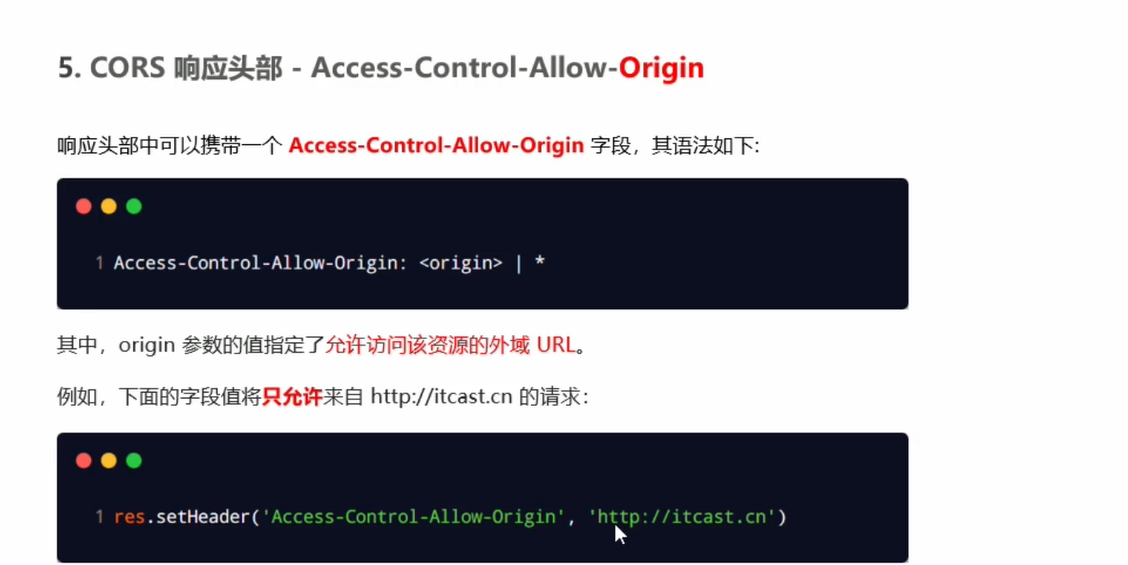 5. CORS 响应头部 - Access-Control-Allow-Origin
响应头部中可以携带一个 Access-Control-Allow-Origin 字段，其语法如下:
1 Access-Control-Allow-Origin: <origin> | *
其中，origin 参数的值指定了允许访问该资源的外域 URL。
例如，下面的字段值将只允许来自 http://itcast.cn 的请求：
1 res.setHeader('Access-Control-Allow-Origin', 'http://itcast.cn')